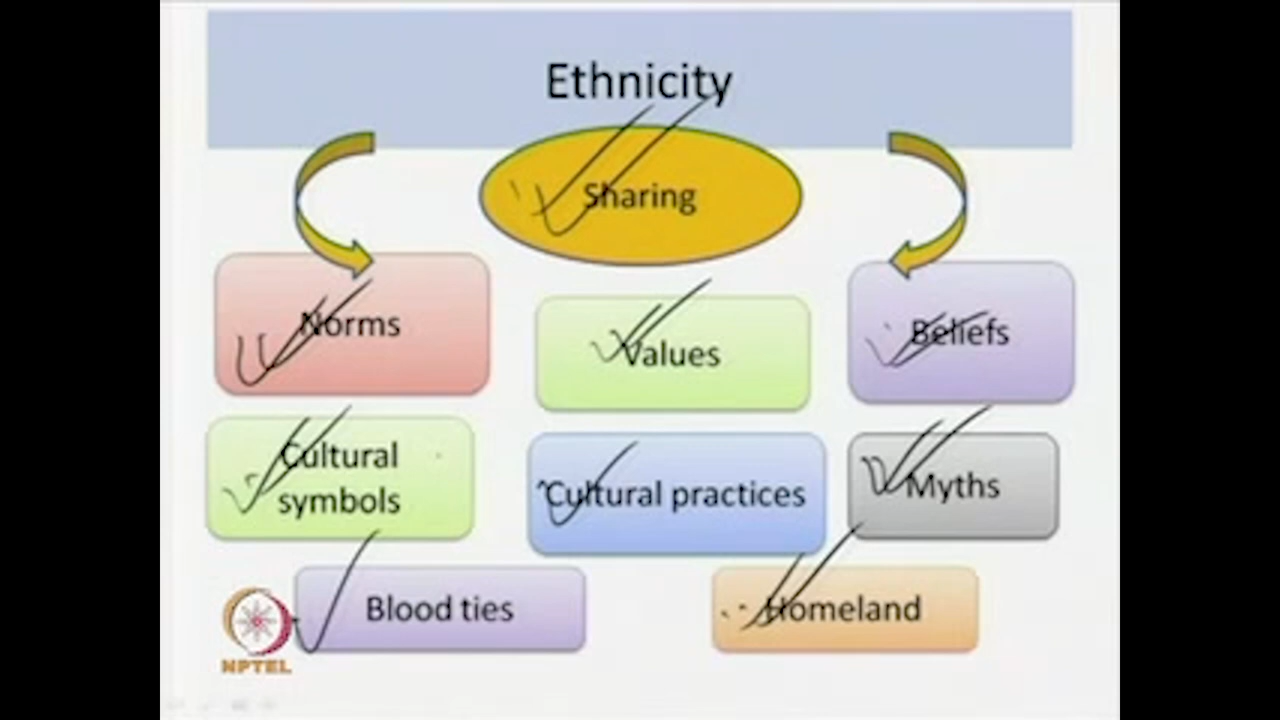 Ethnicity
Sharing
Norms
Values
Beliefs
Cultural
symbols
Cultural practices
Myths
Blood ties
Homeland
NPTEL